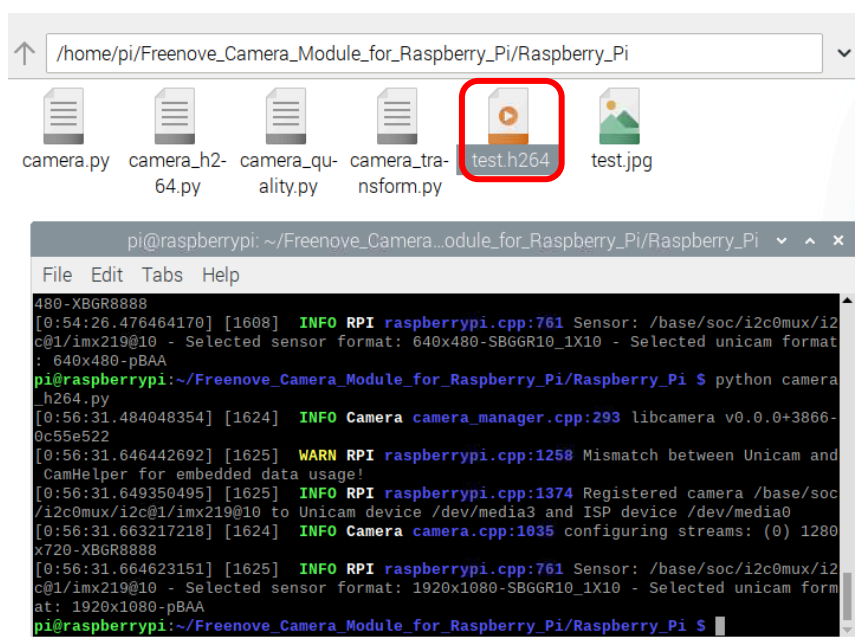 /home/pi/Freenove_Camera_Module_for_Raspberry_Pi/Raspberry_Pi
camera.py camera_h2- camera_qu- camera_tra- test.h264 test.jpg
64.py ality.py nsform.py
pi@raspberrypi: ~/Freenove_Camera...odule_for_Raspberry_Pi/Raspberry_Pi
File Edit Tabs Help
480-XBGR8888
[0:54:26.476464170] [1608]  INFO RPI raspberrypi.cpp:761 Sensor: /base/soc/i2c0mux/i2
c@1/imx219@10 - Selected sensor format: 640x480-SBGGR10_1X10 - Selected unicam format
: 640x480-pBAA
pi@raspberrypi:~/Freenove_Camera_Module_for_Raspberry_Pi/Raspberry_Pi $ python camera
_h264.py
[0:56:31.484048354] [1624]  INFO Camera camera_manager.cpp:293 libcamera v0.0.0+3866-
0c55e522
[0:56:31.646442692] [1625]  WARN RPI raspberrypi.cpp:1258 Mismatch between Unicam and
 CamHelper for embedded data usage!
[0:56:31.649350495] [1625]  INFO RPI raspberrypi.cpp:1374 Registered camera /base/soc
/i2c0mux/i2c@1/imx219@10 to Unicam device /dev/media3 and ISP device /dev/media0
[0:56:31.663217218] [1624]  INFO Camera camera.cpp:1035 configuring streams: (0) 1280
x720-XBGR8888
[0:56:31.664623151] [1625]  INFO RPI raspberrypi.cpp:761 Sensor: /base/soc/i2c0mux/i2
c@1/imx219@10 - Selected sensor format: 1920x1080-SBGGR10_1X10 - Selected unicam form
at: 1920x1080-pBAA
pi@raspberrypi:~/Freenove_Camera_Module_for_Raspberry_Pi/Raspberry_Pi $